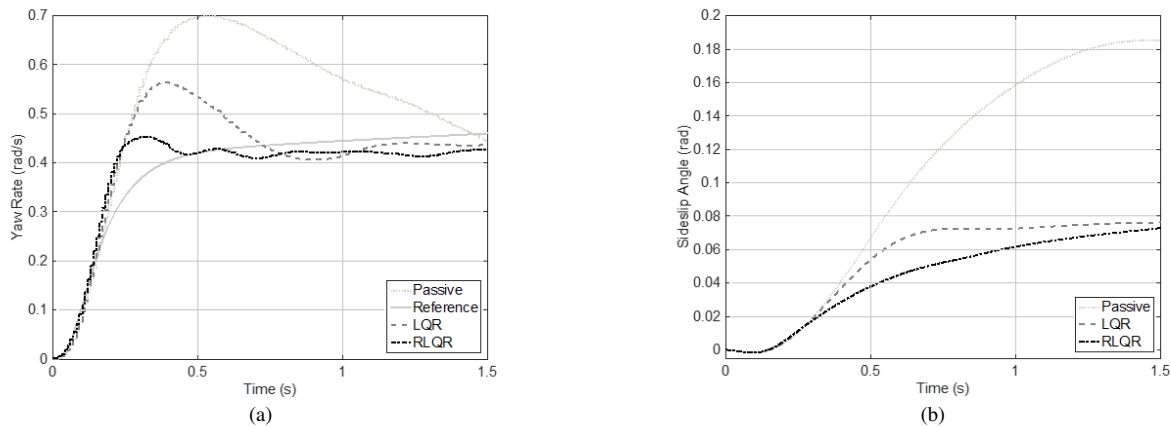 0.7
0.6
0.5
0.4
0.3
0.2
0.1
0
Yaw Rate (rad/s)
0
0.5
1
1.5
Time (s)
Passive
Reference
LQR
RLQR
(a)
0.2
0.18
0.16
0.14
0.12
0.1
0.08
0.06
0.04
0.02
0
Sideslip Angle (rad)
0
0.5
1
1.5
Time (s)
Passive
LQR
RLQR
(b)